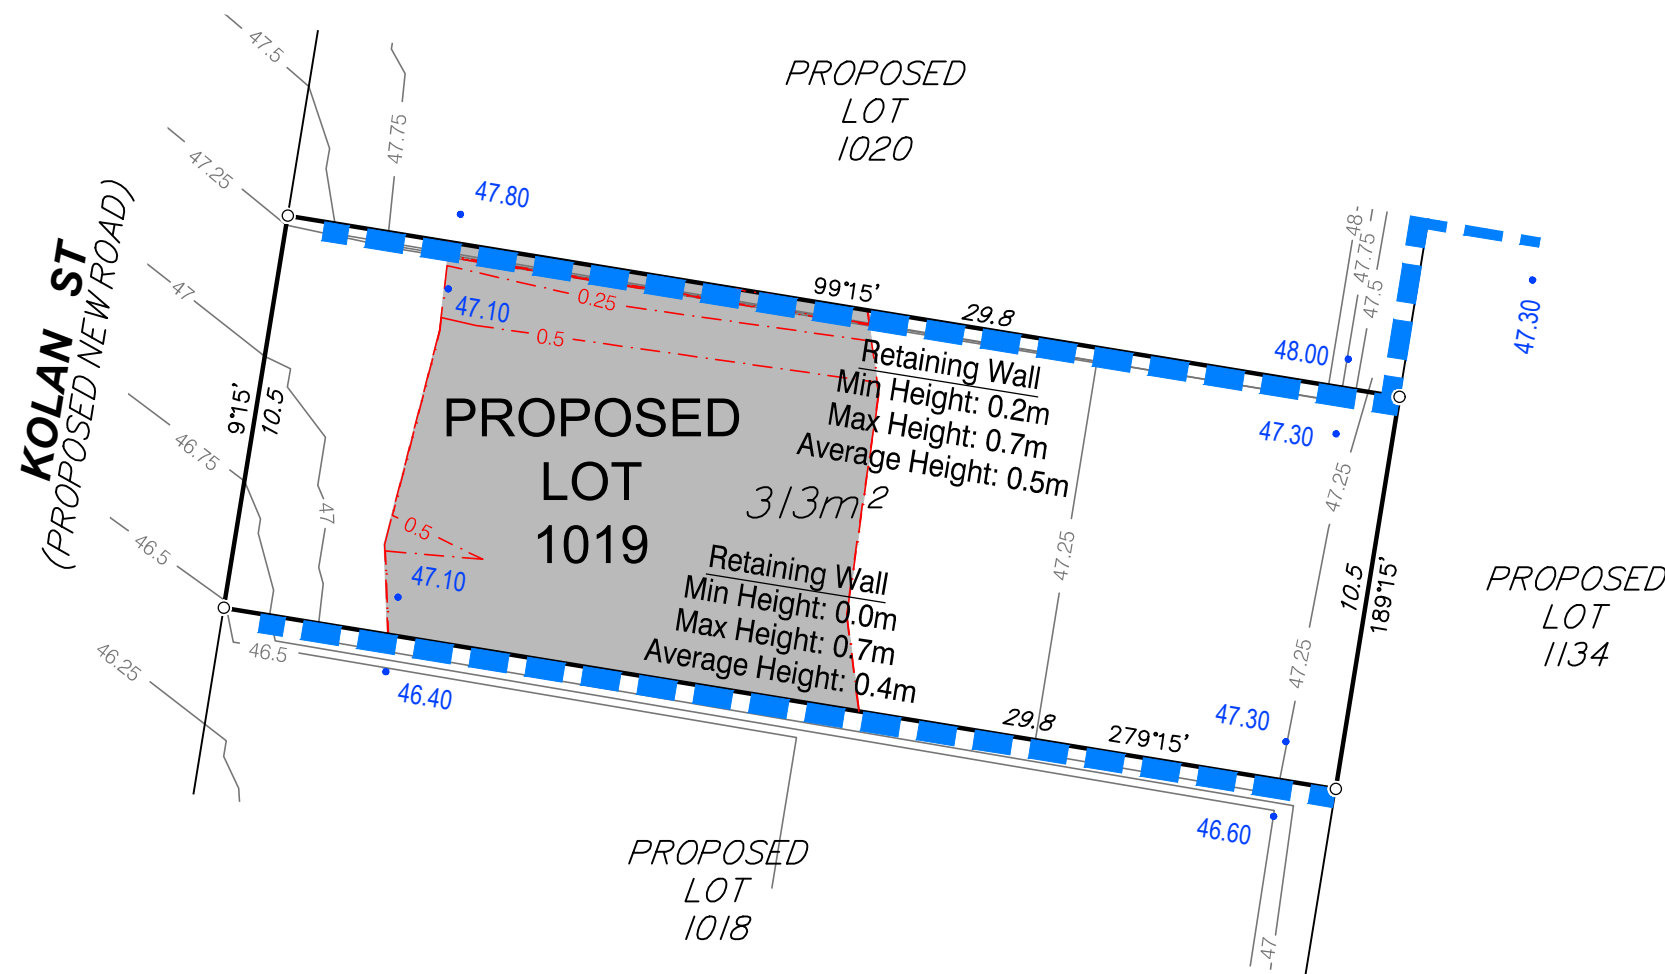 47.5
47.75
PROPOSED
LOT
1020
47.25
47.80
KOLAN ST
(PROPOSED NEW ROAD)
47
47.10
0.25
0.5
99°15'
29.8
48
47.75
47.5
48.00
47.30
47.30
Retaining Wall
Min Height: 0.2m
Max Height: 0.7m
Average Height: 0.5m
9°15'
10.5
46.75
PROPOSED
LOT
1019
313m2
47
0.5
47.10
46.5
47.25
47.25
Retaining Wall
Min Height: 0.0m
Max Height: 0.7m
Average Height: 0.4m
10.5
189°15'
PROPOSED
LOT
1134
46.25
46.5
46.40
47.25
29.8
279°15'
47.30
46.60
PROPOSED
LOT
1018
47